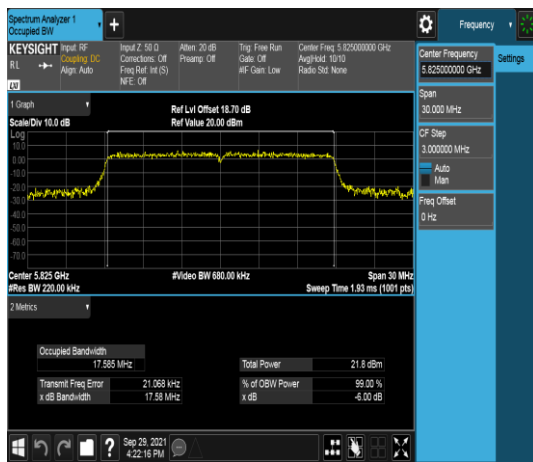 Spectrum Analyzer 1
Occupied BW
Frequency
KEYSIGHT
RL
LXI
Input: RF
Coupling: DC
Align: Auto
Input Z: 50 Ω
Corrections: Off
Freq Ref: Int (S)
NFE: Off
Atten: 20 dB
Preamp: Off
Trig: Free Run
Gate: Off
#IF Gain: Low
Center Freq: 5.825000000 GHz
Avg|Hold: 10/10
Radio Std: None
Center Frequency
5.825000000 GHz
Settings
Span
30.000 MHz
CF Step
3.000000 MHz
Auto
Man
Freq Offset
0 Hz
1 Graph
Scale/Div 10.0 dB
Ref Lvl Offset 18.70 dB
Ref Value 20.00 dBm
Log
10.0
0.00
-10.0
-20.0
-30.0
-40.0
-50.0
-60.0
-70.0
Center 5.825 GHz
#Video BW 680.00 kHz
Span 30 MHz
#Res BW 220.00 kHz
Sweep Time 1.93 ms (1001 pts)
2 Metrics
Occupied Bandwidth
17.585 MHz
Total Power
21.8 dBm
Transmit Freq Error
21.068 kHz
% of OBW Power
99.00 %
x dB Bandwidth
17.58 MHz
x dB
-6.00 dB
?
Sep 29, 2021
4:22:16 PM